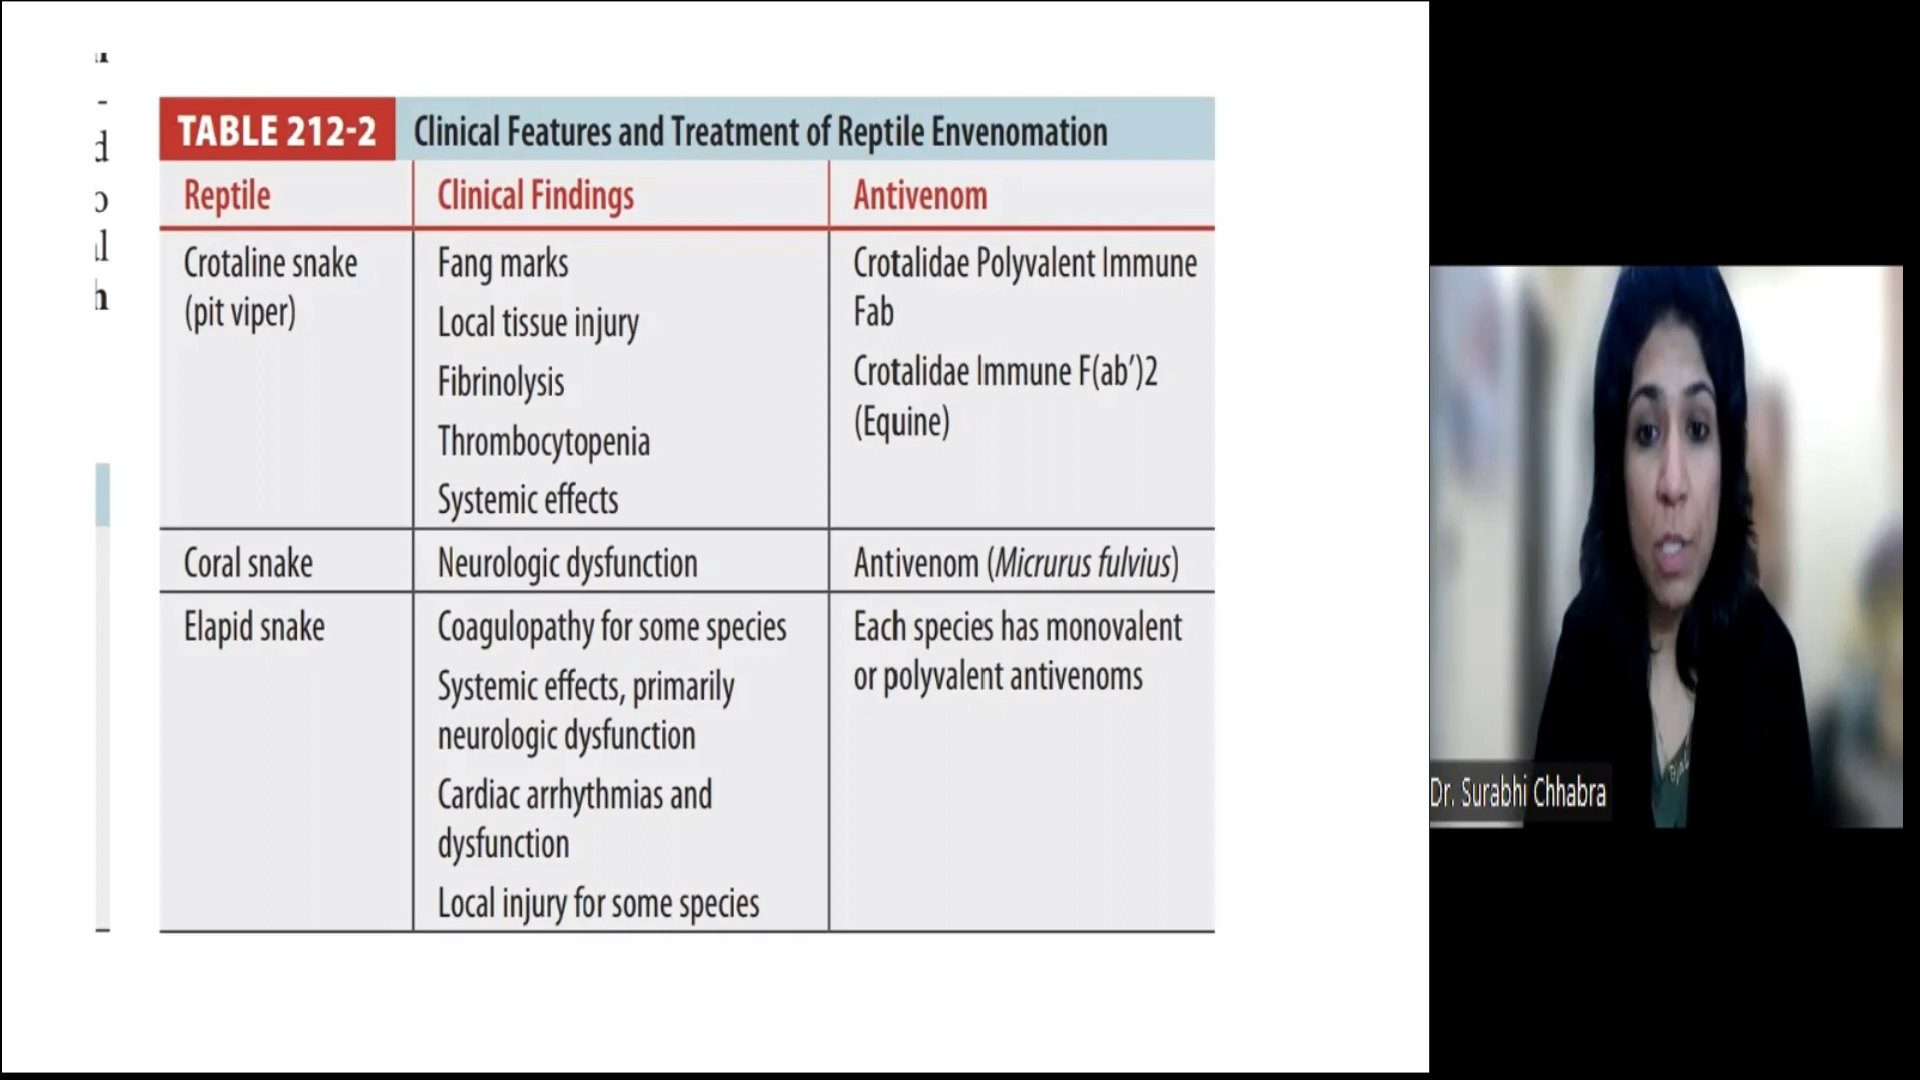 d
o
h
TABLE 212-2 Clinical Features and Treatment of Reptile Envenomation
Reptile Clinical Findings Antivenom
Crotaline snake
(pit viper)
Fang marks
Local tissue injury
Fibrinolysis
Thrombocytopenia
Systemic effects
Crotalidae Polyvalent Immune
Fab
Crotalidae Immune F(ab′)2
(Equine)
Coral snake Neurologic dysfunction Antivenom (Micrurus fulvius)
Elapid snake
Coagulopathy for some species
Systemic effects, primarily
neurologic dysfunction
Cardiac arrhythmias and
dysfunction
Local injury for some species
Each species has monovalent
or polyvalent antivenoms
Dr. Surabhi Chhabra